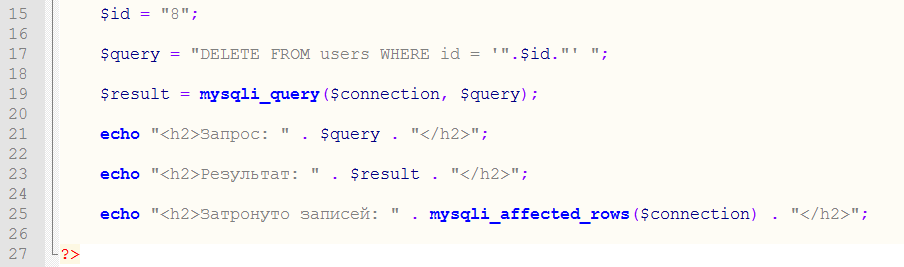 15 $id = "8";
16
17 $query = "DELETE FROM users WHERE id = '".$id."' ";
18
19 $result = mysqli_query($connection, $query);
20
21 echo "<h2>Запрос: " . $query . "</h2>";
22
23 echo "<h2>Результат: " . $result . "</h2>";
24
25 echo "<h2>Затронуто записей: " . mysqli_affected_rows($connection) . "</h2>";
26
27 ?>